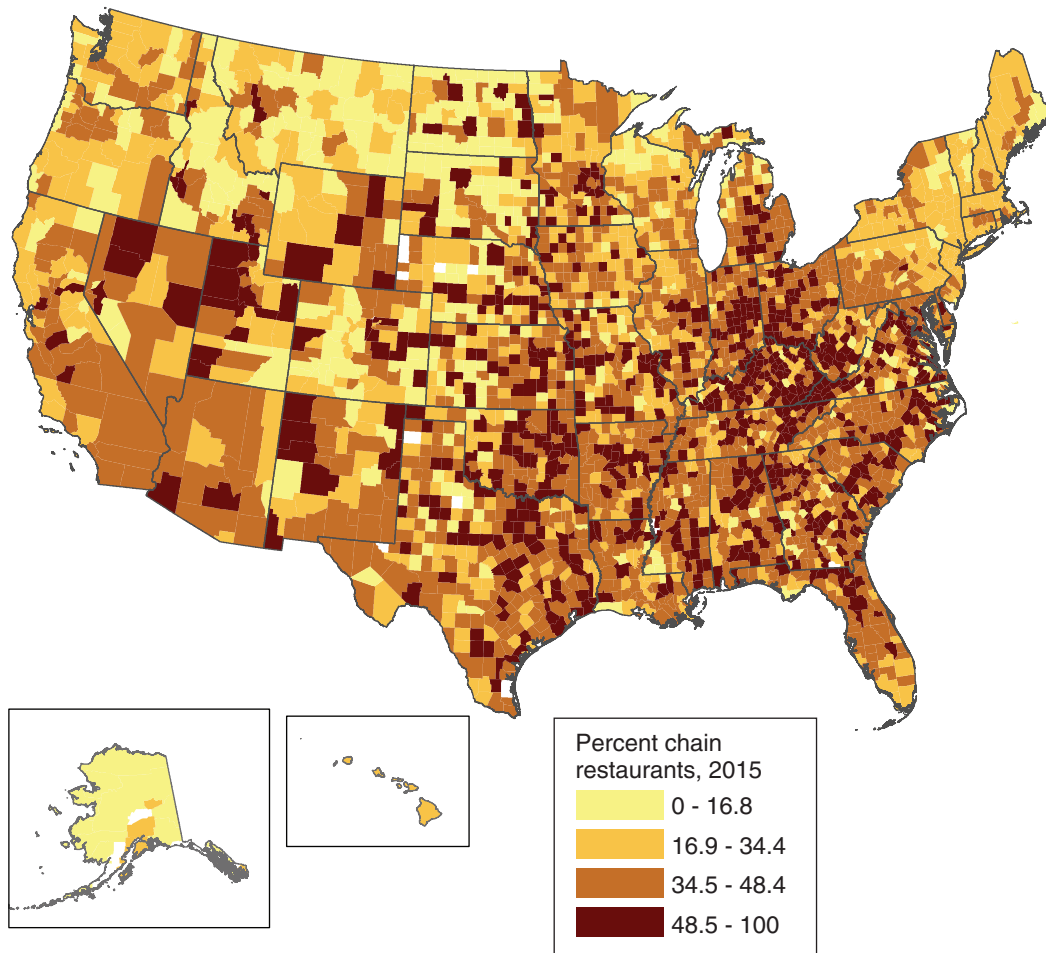 Percent chain
restaurants, 2015
0 - 16.8
16.9 - 34.4
34.5 - 48.4
48.5 - 100